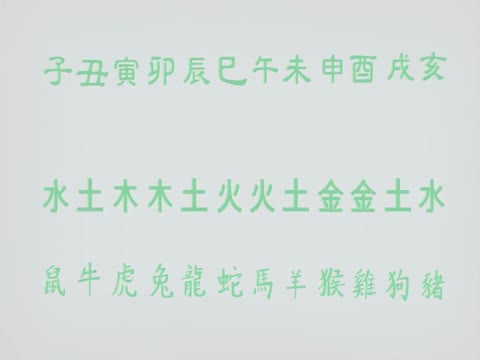 子丑寅卯辰巳午未申酉戌亥
水土木木土火火土金金土水
鼠牛虎兔龍蛇馬羊猴雞狗豬